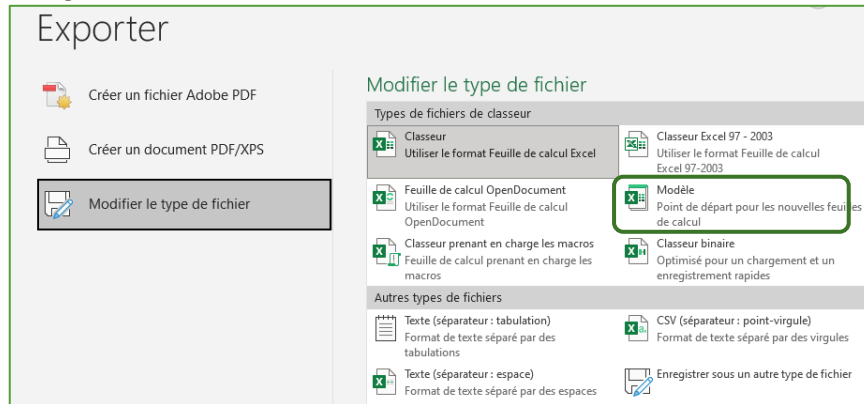 Exporter
Créer un fichier Adobe PDF
Créer un document PDF/XPS
Modifier le type de fichier
Modifier le type de fichier
Types de fichiers de classeur
Classeur
Utiliser le format Feuille de calcul Excel
Classeur Excel 97 - 2003
Utiliser le format Feuille de calcul
Excel 97-2003
Feuille de calcul OpenDocument
Utiliser le format Feuille de calcul
OpenDocument
Modèle
Point de départ pour les nouvelles feuilles
de calcul
Classeur prenant en charge les macros
Feuille de calcul prenant en charge les
macros
Classeur binaire
Optimisé pour un chargement et un
enregistrement rapides
Autres types de fichiers
Texte (séparateur : tabulation)
Format de texte séparé par des
tabulations
CSV (séparateur : point-virgule)
Format de texte séparé par des virgules
Texte (séparateur : espace)
Format de texte séparé par des espaces
Enregistrer sous un autre type de fichier